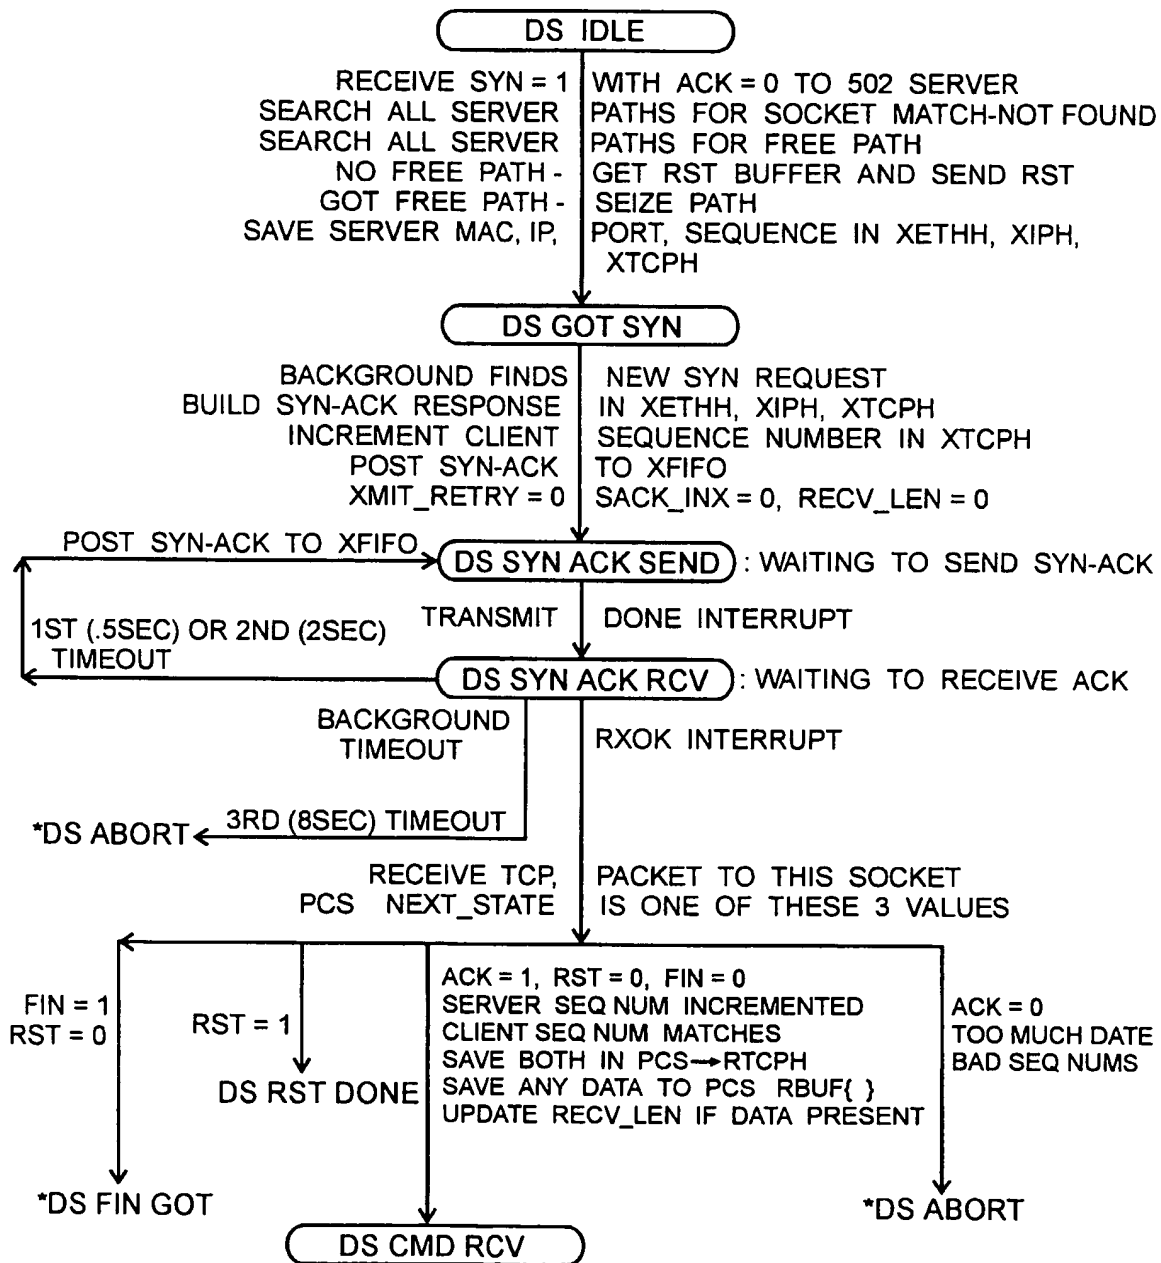 DS IDLE
RECEIVE SYN = 1 WITH ACK = 0 TO 502 SERVER
SEARCH ALL SERVER PATHS FOR SOCKET MATCH-NOT FOUND
SEARCH ALL SERVER PATHS FOR FREE PATH
NO FREE PATH - GET RST BUFFER AND SEND RST
GOT FREE PATH - SEIZE PATH
SAVE SERVER MAC, IP, PORT, SEQUENCE IN XETHH, XIPH,
XTCPH
DS GOT SYN
BACKGROUND FINDS NEW SYN REQUEST
BUILD SYN-ACK RESPONSE IN XETHH, XIPH, XTCPH
INCREMENT CLIENT SEQUENCE NUMBER IN XTCPH
POST SYN-ACK TO XFIFO
XMIT_RETRY = 0 SACK_INX = 0, RECV_LEN = 0
POST SYN-ACK TO XFIFO
DS SYN ACK SEND : WAITING TO SEND SYN-ACK
1ST (.5SEC) OR 2ND (2SEC)
TIMEOUT
TRANSMIT DONE INTERRUPT
DS SYN ACK RCV : WAITING TO RECEIVE ACK
BACKGROUND
TIMEOUT
RXOK INTERRUPT
*DS ABORT 3RD (8SEC) TIMEOUT
RECEIVE TCP, PACKET TO THIS SOCKET
PCS NEXT_STATE IS ONE OF THESE 3 VALUES
FIN = 1
RST = 0
*DS FIN GOT
RST = 1
DS RST DONE
ACK = 1, RST = 0, FIN = 0
SERVER SEQ NUM INCREMENTED
CLIENT SEQ NUM MATCHES
SAVE BOTH IN PCS→RTCPH
SAVE ANY DATA TO PCS RBUF{ }
UPDATE RECV_LEN IF DATA PRESENT
DS CMD RCV
ACK = 0
TOO MUCH DATE
BAD SEQ NUMS
*DS ABORT